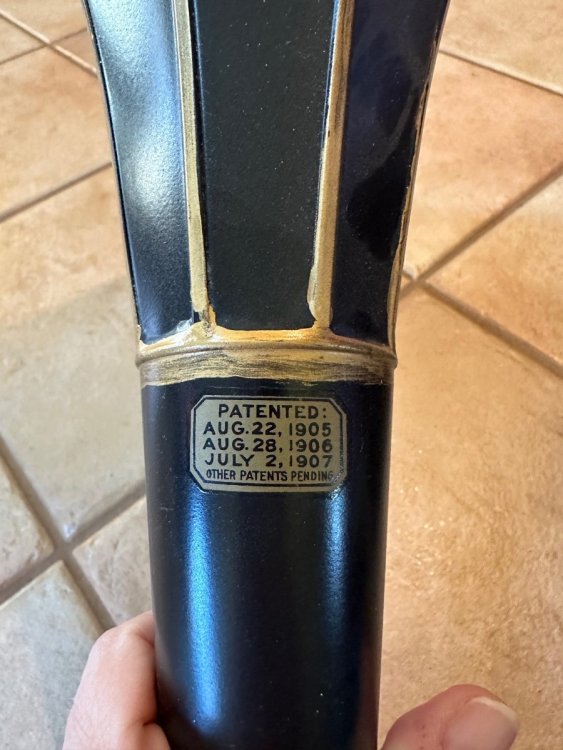 PATENTED:
AUG.22,1905
AUG.28,1906
JULY 2,1907
OTHER PATENTS PENDING